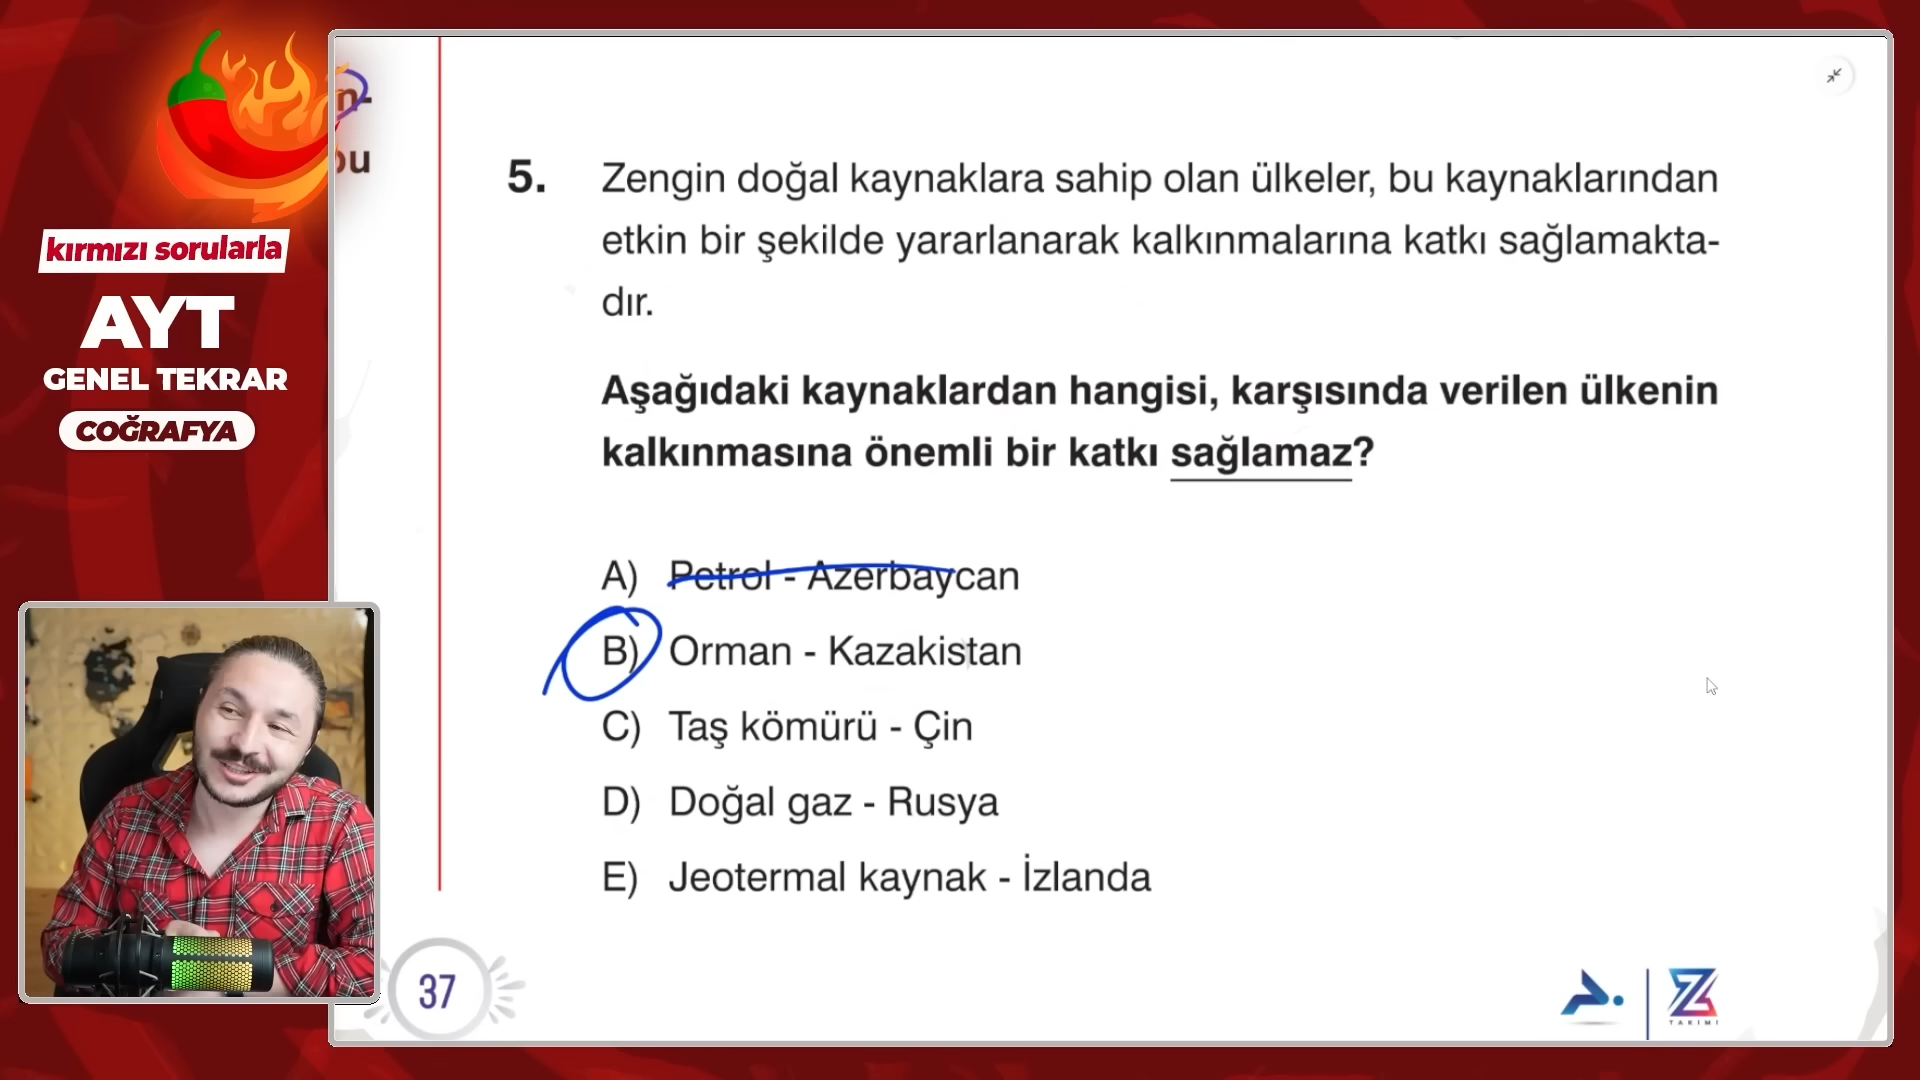 kırmızı sorularla
AYT
GENEL TEKRAR
COĞRAFYA
n-
bu
5. Zengin doğal kaynaklara sahip olan ülkeler, bu kaynaklarından
etkin bir şekilde yararlanarak kalkınmalarına katkı sağlamakta-
dır.
Aşağıdaki kaynaklardan hangisi, karşısında verilen ülkenin
kalkınmasına önemli bir katkı sağlamaz?
A) Petrol - Azerbaycan
B) Orman - Kazakistan
C) Taş kömürü - Çin
D) Doğal gaz - Rusya
E) Jeotermal kaynak - İzlanda
37
TAKIMI